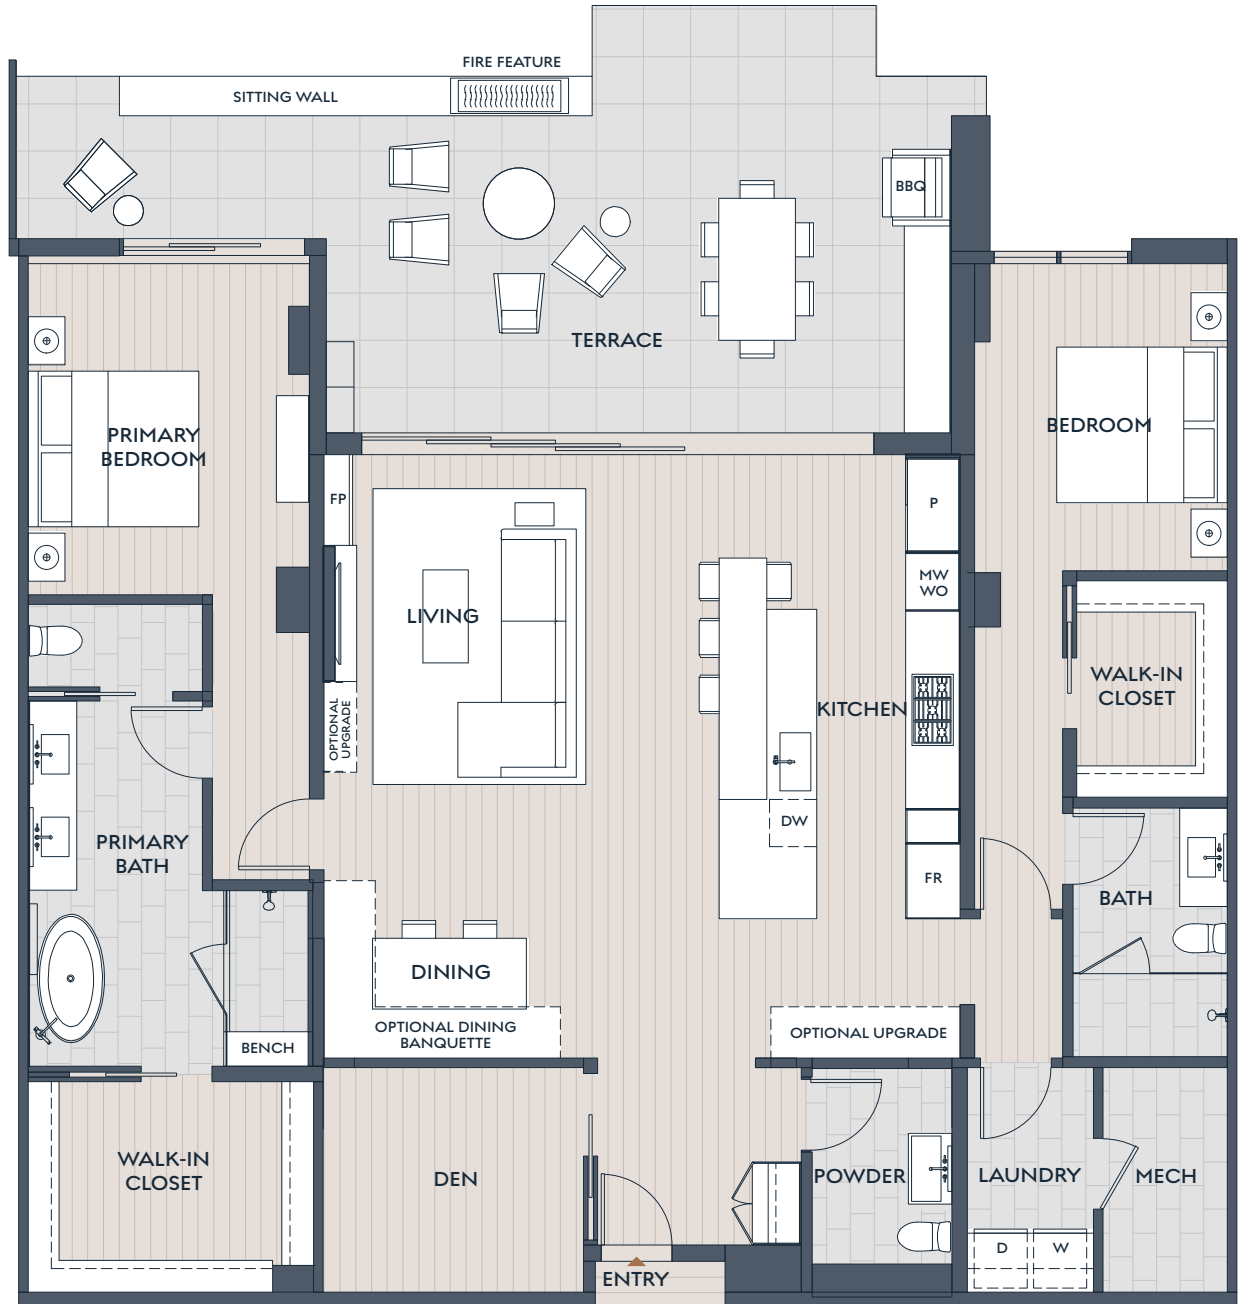 FIRE FEATURE
SITTING WALL
BBQ
TERRACE
PRIMARY
BEDROOM
BEDROOM
FP
P
MW
WO
LIVING
OPTIONAL
UPGRADE
KITCHEN
WALK-IN
CLOSET
DW
PRIMARY
BATH
FR
BATH
DINING
OPTIONAL DINING
BANQUETTE
OPTIONAL UPGRADE
BENCH
WALK-IN
CLOSET
DEN
POWDER
LAUNDRY
MECH
D
W
ENTRY